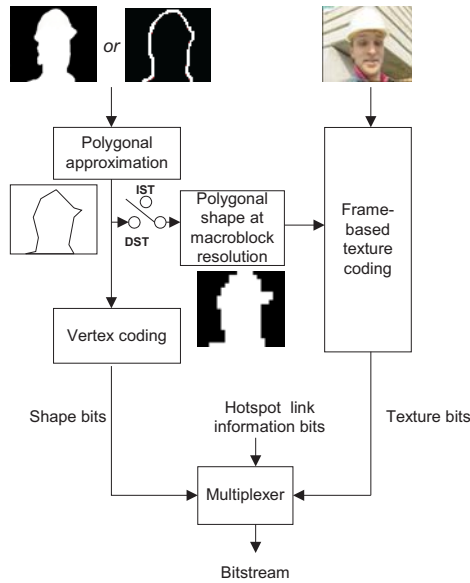 or
Polygonal
approximation
IST
DST
Polygonal
shape at
macroblock
resolution
Frame-
based
texture
coding
Vertex coding
Shape bits
Hotspot link
information bits
Texture bits
Multiplexer
Bitstream